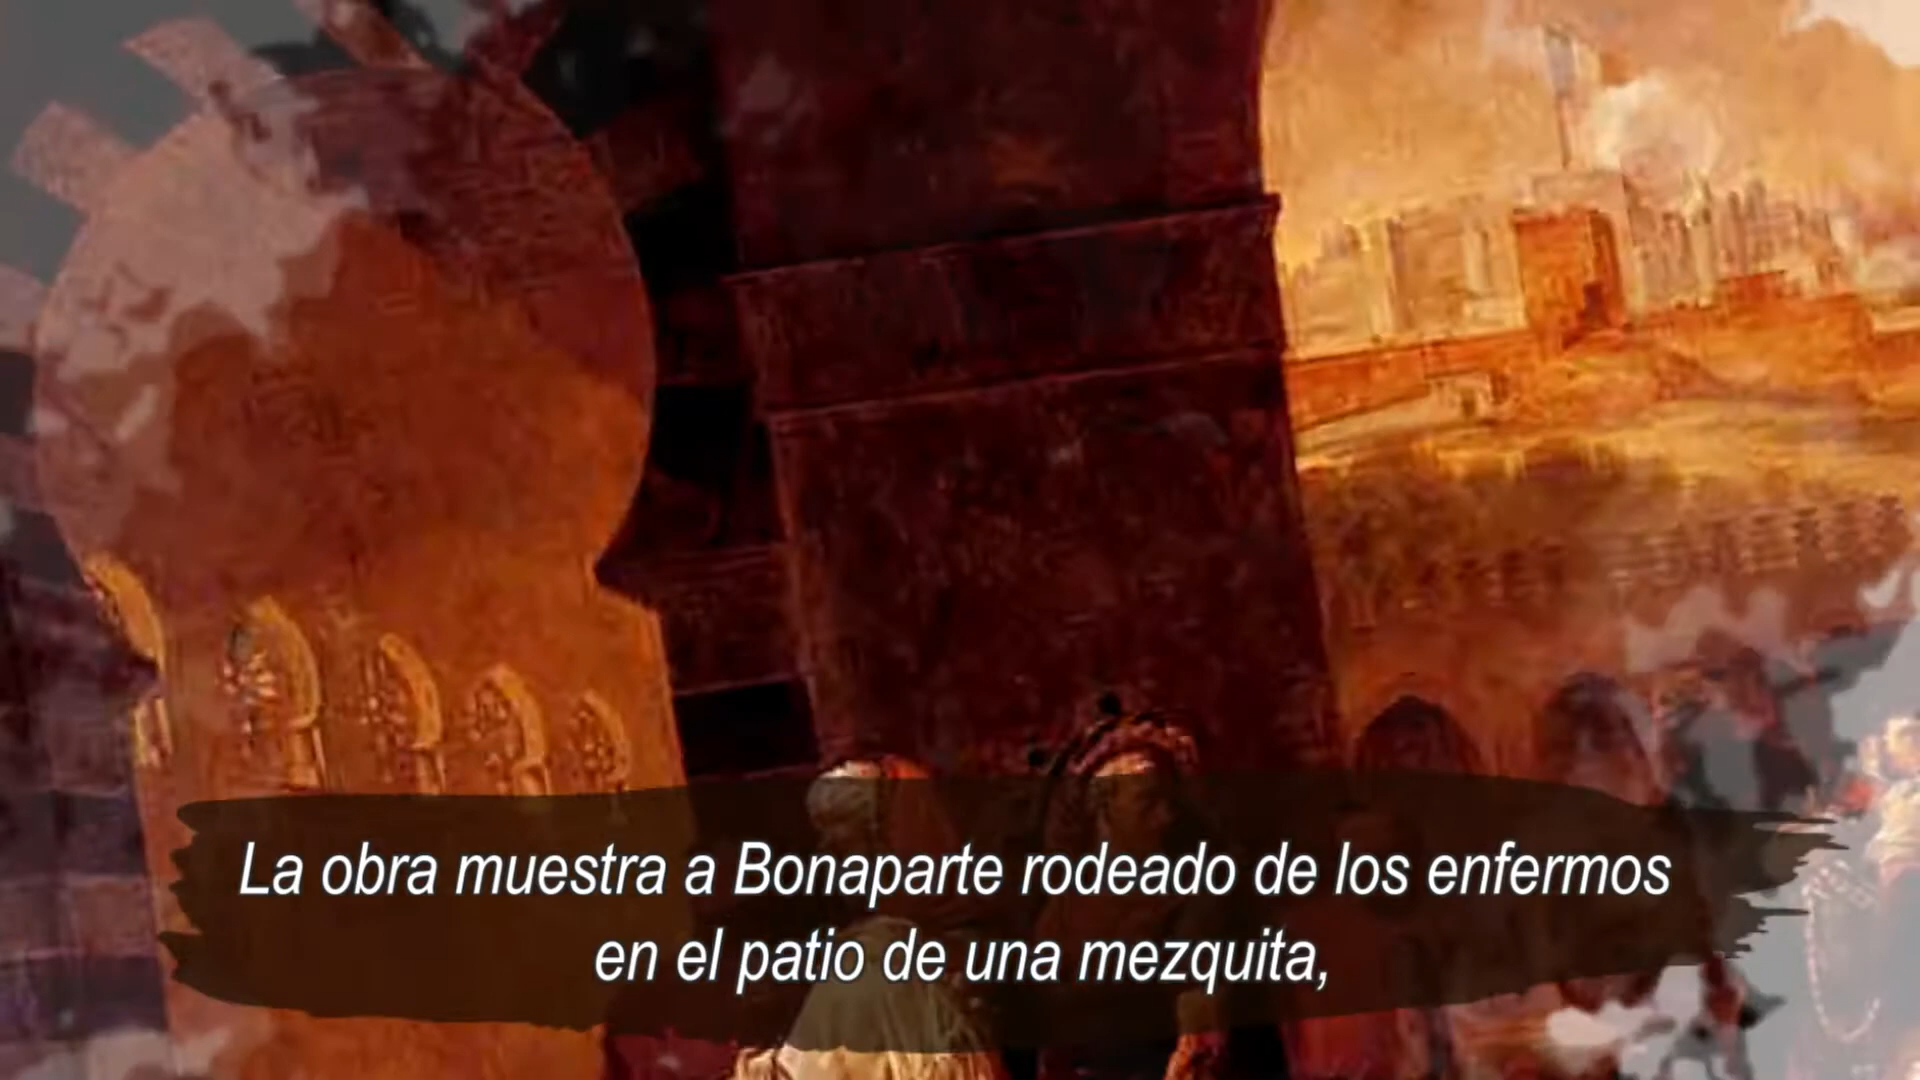 La obra muestra a Bonaparte rodeado de los enfermos
en el patio de una mezquita,